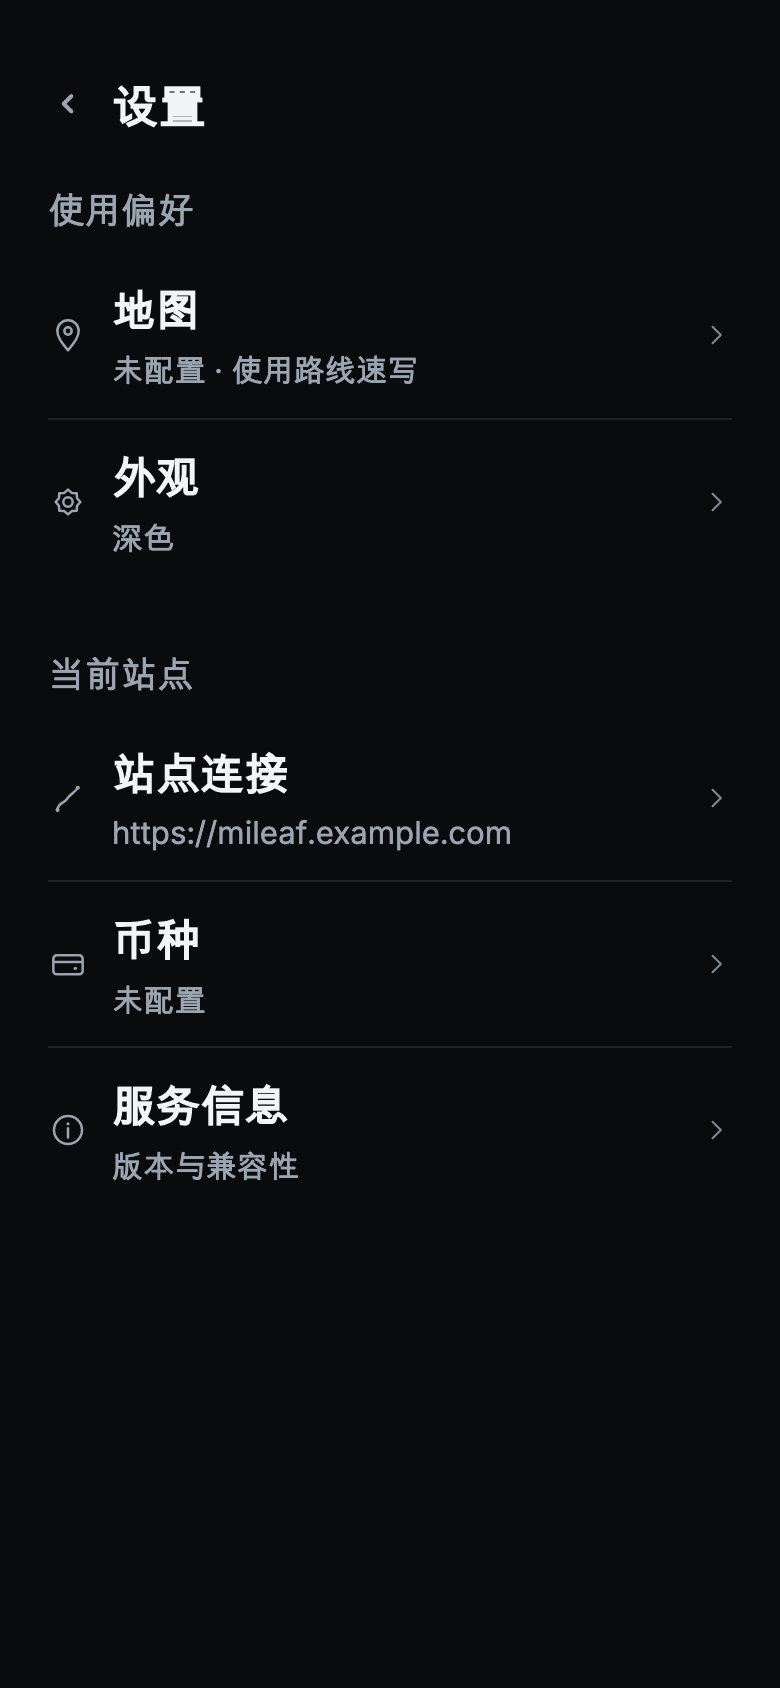 设置
使用偏好
地图
未配置 · 使用路线速写
外观
深色
当前站点
站点连接
https://mileaf.example.com
币种
未配置
服务信息
版本与兼容性